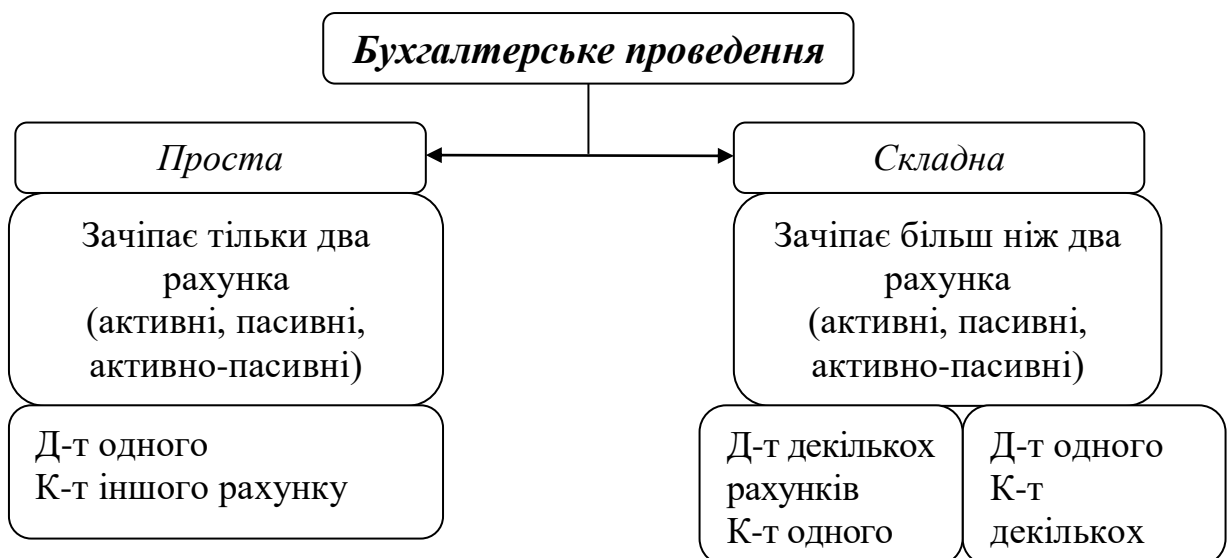 Бухгалтерське проведення
Проста
Складна
Зачіпає тільки два
рахунка
(активні, пасивні,
активно-пасивні)
Зачіпає більш ніж два
рахунка
(активні, пасивні,
активно-пасивні)
Д-т одного
К-т іншого рахунку
Д-т декількох
рахунків
К-т одного
Д-т одного
К-т
декількох